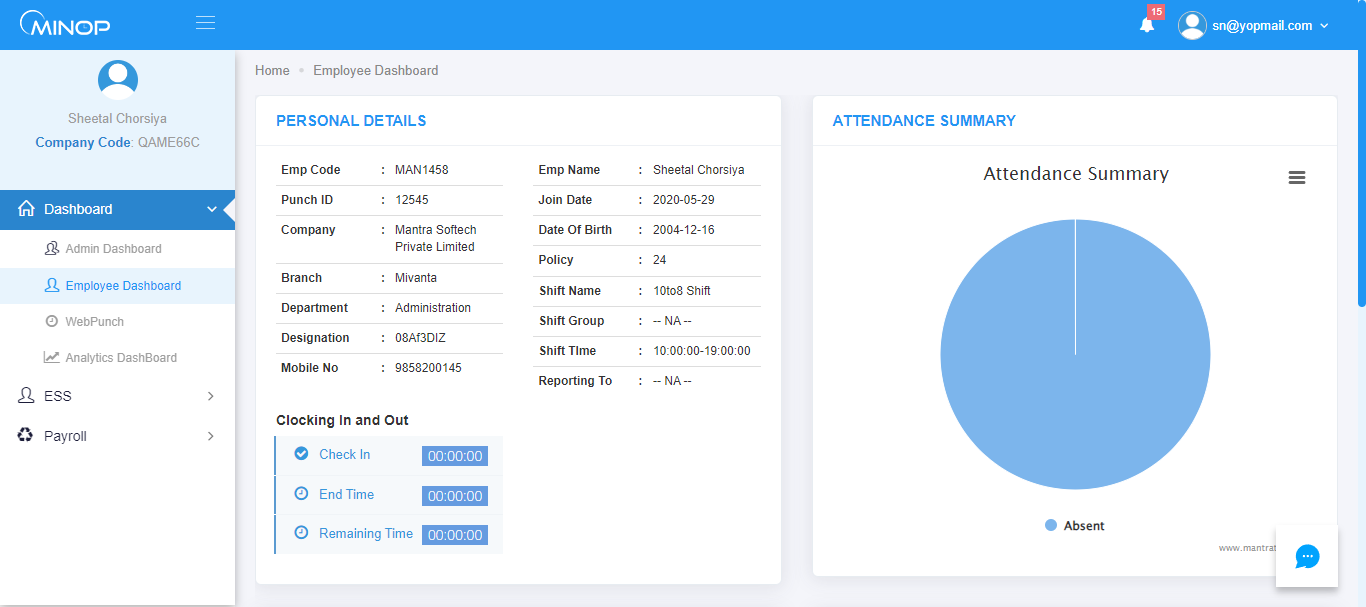 MINOP
15
sn@yopmail.com
Sheetal Chorsiya
Company Code: QAME66C
Dashboard
Admin Dashboard
Employee Dashboard
WebPunch
Analytics DashBoard
ESS
Payroll
Home • Employee Dashboard
PERSONAL DETAILS
Emp Code : MAN1458
Punch ID : 12545
Company : Mantra Softech
Private Limited
Branch : Mivanta
Department : Administration
Designation : 08Af3DIZ
Mobile No : 9858200145
Emp Name : Sheetal Chorsiya
Join Date : 2020-05-29
Date Of Birth : 2004-12-16
Policy : 24
Shift Name : 10to8 Shift
Shift Group : -- NA --
Shift TIme : 10:00:00-19:00:00
Reporting To : -- NA --
Clocking In and Out
Check In 00:00:00
End Time 00:00:00
Remaining Time 00:00:00
ATTENDANCE SUMMARY
Attendance Summary
Absent
www.mantrat